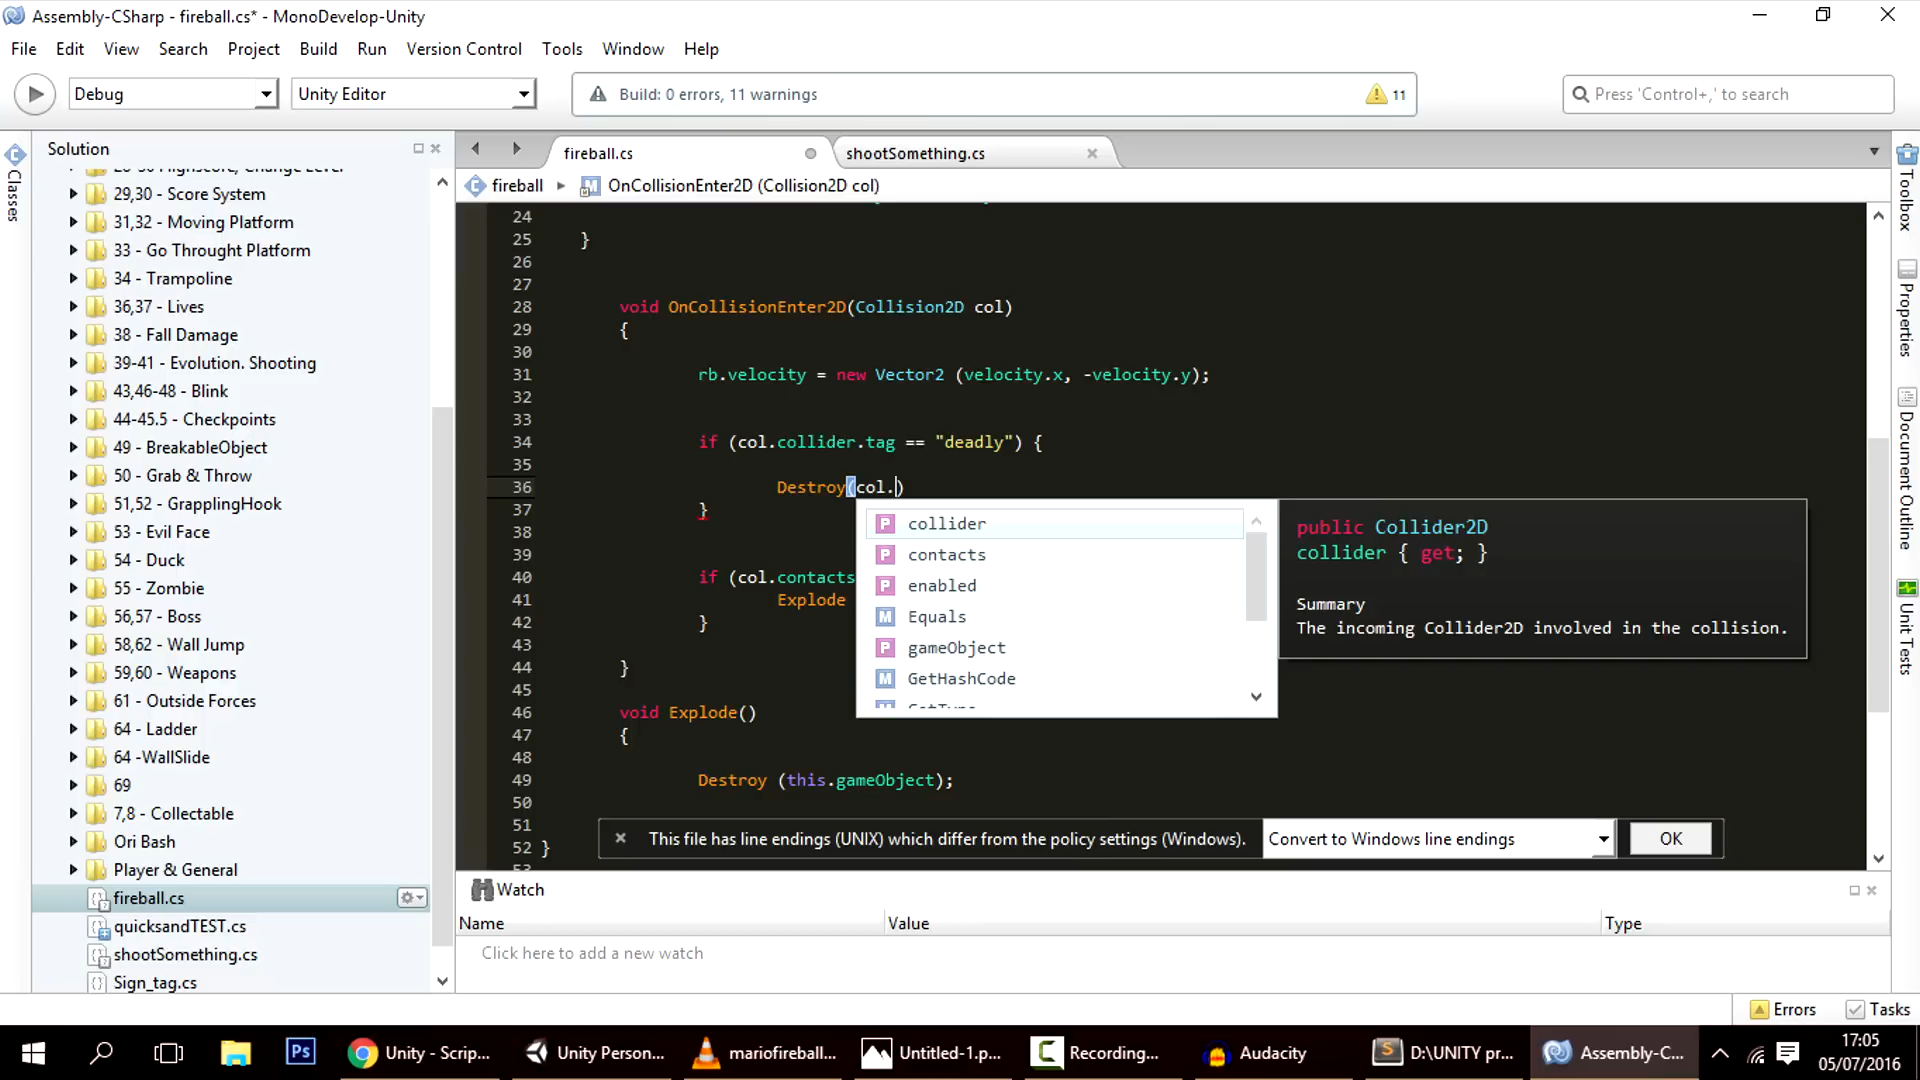 Assembly-CSharp - fireball.cs* - MonoDevelop-Unity
File Edit View Search Project Build Run Version Control Tools Window Help
Debug
Unity Editor
Build: 0 errors, 11 warnings
11
Press 'Control+,' to search
Classes
Solution
29,30 - Score System
31,32 - Moving Platform
33 - Go Throught Platform
34 - Trampoline
36,37 - Lives
38 - Fall Damage
39-41 - Evolution. Shooting
43,46-48 - Blink
44-45.5 - Checkpoints
49 - BreakableObject
50 - Grab & Throw
51,52 - GrapplingHook
53 - Evil Face
54 - Duck
55 - Zombie
56,57 - Boss
58,62 - Wall Jump
59,60 - Weapons
61 - Outside Forces
64 - Ladder
64 -WallSlide
69
7,8 - Collectable
Ori Bash
Player & General
fireball.cs
quicksandTEST.cs
shootSomething.cs
Sign_tag.cs
fireball.cs
shootSomething.cs
fireball
OnCollisionEnter2D (Collision2D col)
24
25 }
26
27
28 void OnCollisionEnter2D(Collision2D col)
29 {
30
31 rb.velocity = new Vector2 (velocity.x, -velocity.y);
32
33
34 if (col.collider.tag == "deadly") {
35
36 Destroy(col.)
37 }
38
39
40 if (col.contacts
41 Explode
42 }
43
44 }
45
46 void Explode()
47 {
48
49 Destroy (this.gameObject);
50
51
52 }
collider
contacts
enabled
Equals
gameObject
GetHashCode
public Collider2D
collider { get; }
Summary
The incoming Collider2D involved in the collision.
This file has line endings (UNIX) which differ from the policy settings (Windows).
Convert to Windows line endings
OK
Toolbox
Properties
Document Outline
Unit Tests
Watch
Name Value Type
Click here to add a new watch
Errors
Tasks
Ps
Unity - Scrip...
Unity Person...
mariofireball...
Untitled-1.p...
Recording...
Audacity
D:\UNITY pr...
Assembly-C...
17:05
05/07/2016